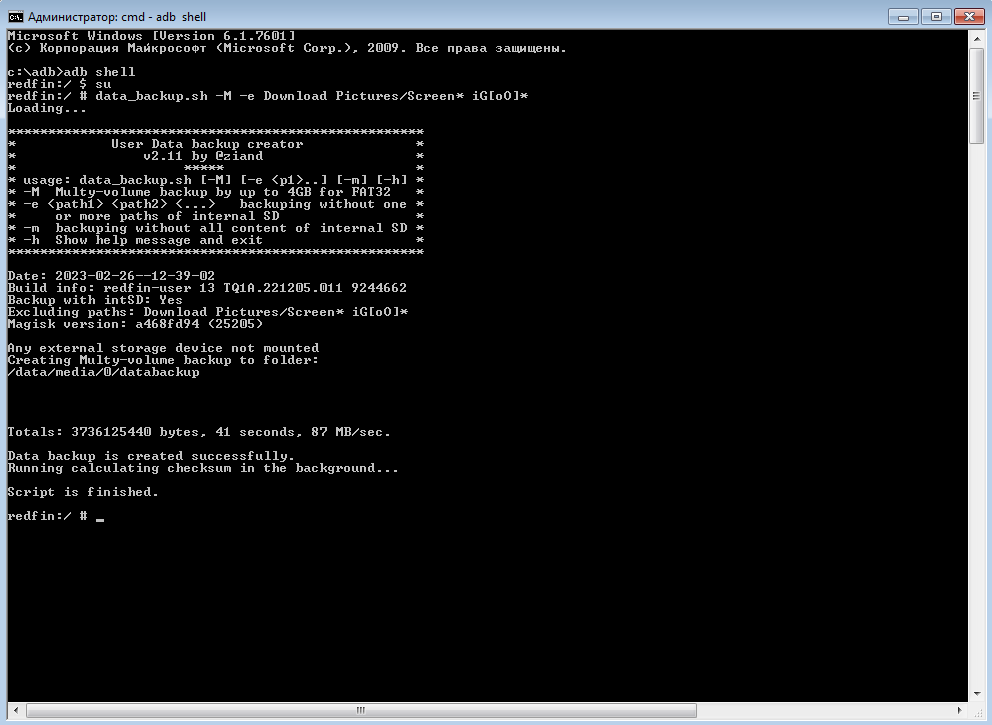 Администратор: cmd - adb shell
Microsoft Windows [Version 6.1.7601]
(c) Корпорация Майкрософт (Microsoft Corp.), 2009. Все права защищены.
c:\adb>adb shell
redfin:/ $ su
redfin:/ # data_backup.sh -M -e Download Pictures/Screen* iG[oO]*
Loading...
****************************************************
* User Data backup creator *
* v2.11 by @ziand *
* ***** *
* usage: data_backup.sh [-M] [-e <p1>..] [-m] [-h] *
* -M Multy-volume backup by up to 4GB for FAT32 *
* -e <path1> <path2> <...> backuping without one *
* or more paths of internal SD *
* -m backuping without all content of internal SD *
* -h Show help message and exit *
****************************************************
Date: 2023-02-26--12-39-02
Build info: redfin-user 13 TQ1A.221205.011 9244662
Backup with intSD: Yes
Excluding paths: Download Pictures/Screen* iG[oO]*
Magisk version: a468fd94 (25205)
Any external storage device not mounted
Creating Multy-volume backup to folder:
/data/media/0/databackup
Totals: 3736125440 bytes, 41 seconds, 87 MB/sec.
Data backup is created successfully.
Running calculating checksum in the background...
Script is finished.
redfin:/ # _